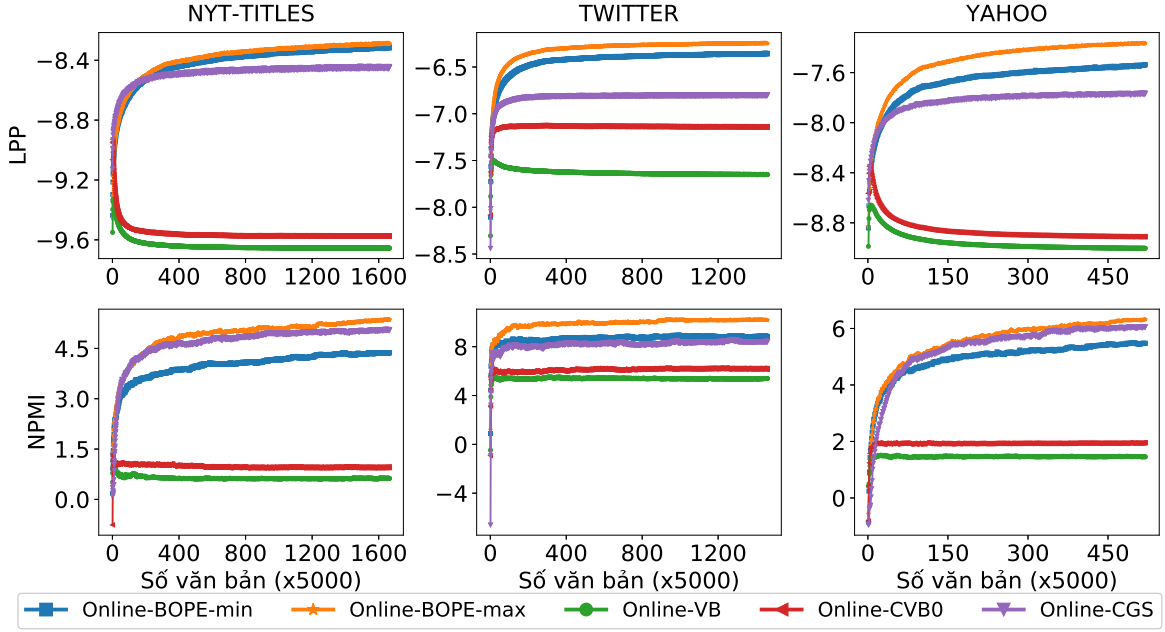 NYT-TITLES TWITTER YAHOO
LPP
−8.4
−8.8
−9.2
−9.6
0 400 800 1200 1600
−6.5
−7.0
−7.5
−8.0
−8.5
0 400 800 1200
−7.6
−8.0
−8.4
−8.8
0 150 300 450
NPMI
4.5
3.0
1.5
0.0
0 400 800 1200 1600
Số văn bản (x5000)
8
4
0
−4
0 400 800 1200
Số văn bản (x5000)
6
4
2
0
0 150 300 450
Số văn bản (x5000)
Online-BOPE-min Online-BOPE-max Online-VB Online-CVB0 Online-CGS